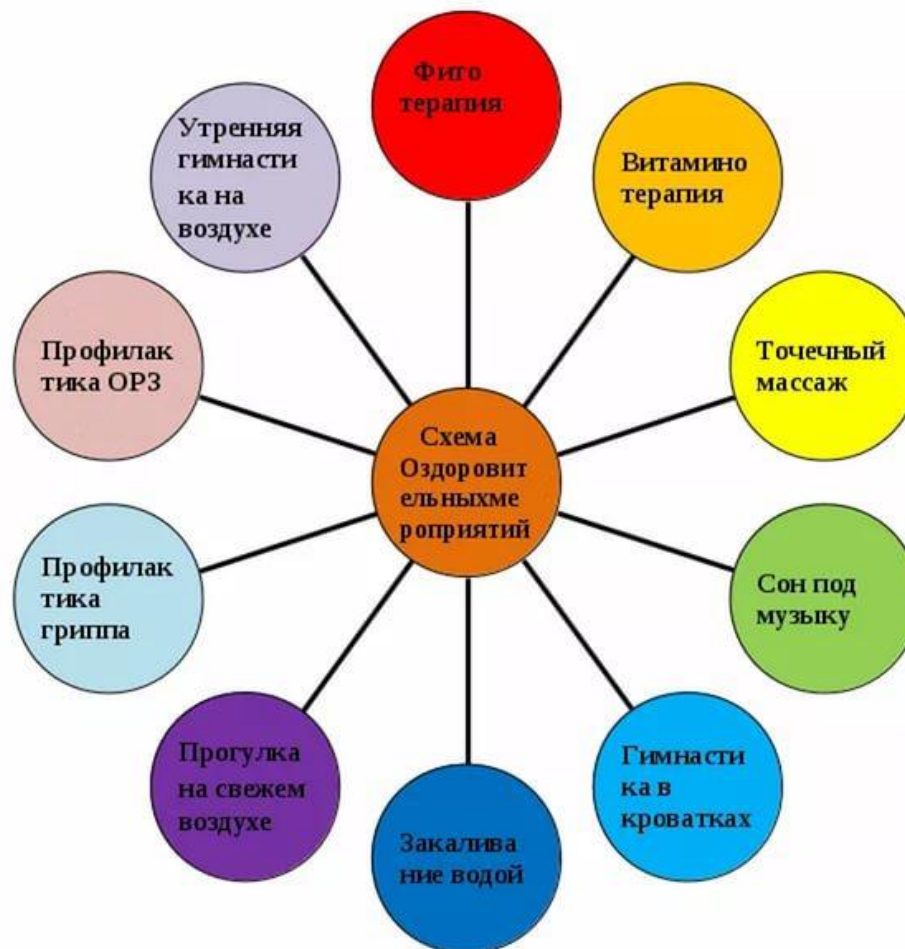 Фито
терапия
Витамино
терапия
Точечный
массаж
Сон под
музыку
Гимнасти
ка в
кроватках
Закалива
ние водой
Прогулка
на свежем
воздухе
Профилак
тика
гриппа
Профилак
тика ОРЗ
Утренняя
гимнасти
ка на
воздухе
Схема
Оздоровит
ельныхме
роприятий